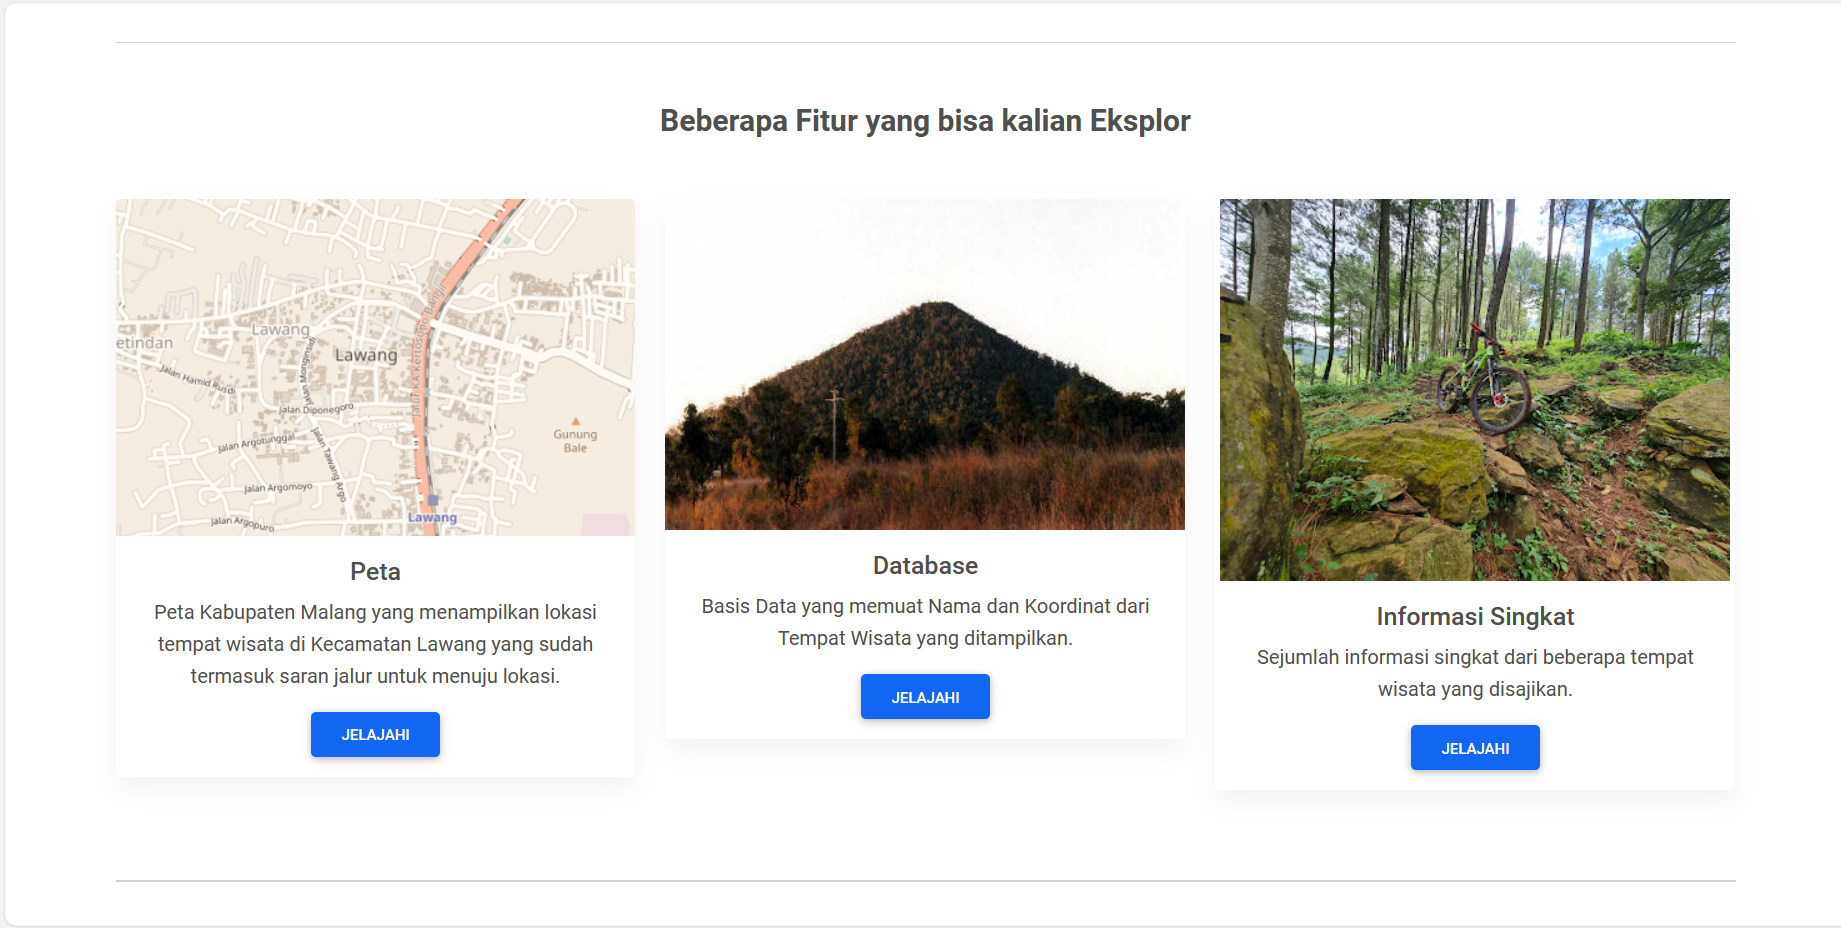 Beberapa Fitur yang bisa kalian Eksplor
Lawang
etindan
Lawang
Jalur KA Kertosono-Bangil
Jalan Monginsidi
Jalan Hamid Rusdi
Jalan Diponegoro
Jalan Argotunggal
Jalan Tawang Argo
Gunung
Bale
Jalan Argomoyo
Lawang
Jalan Argopuro
Peta
Peta Kabupaten Malang yang menampilkan lokasi
tempat wisata di Kecamatan Lawang yang sudah
termasuk saran jalur untuk menuju lokasi.
JELAJAHI
Database
Basis Data yang memuat Nama dan Koordinat dari
Tempat Wisata yang ditampilkan.
JELAJAHI
Informasi Singkat
Sejumlah informasi singkat dari beberapa tempat
wisata yang disajikan.
JELAJAHI